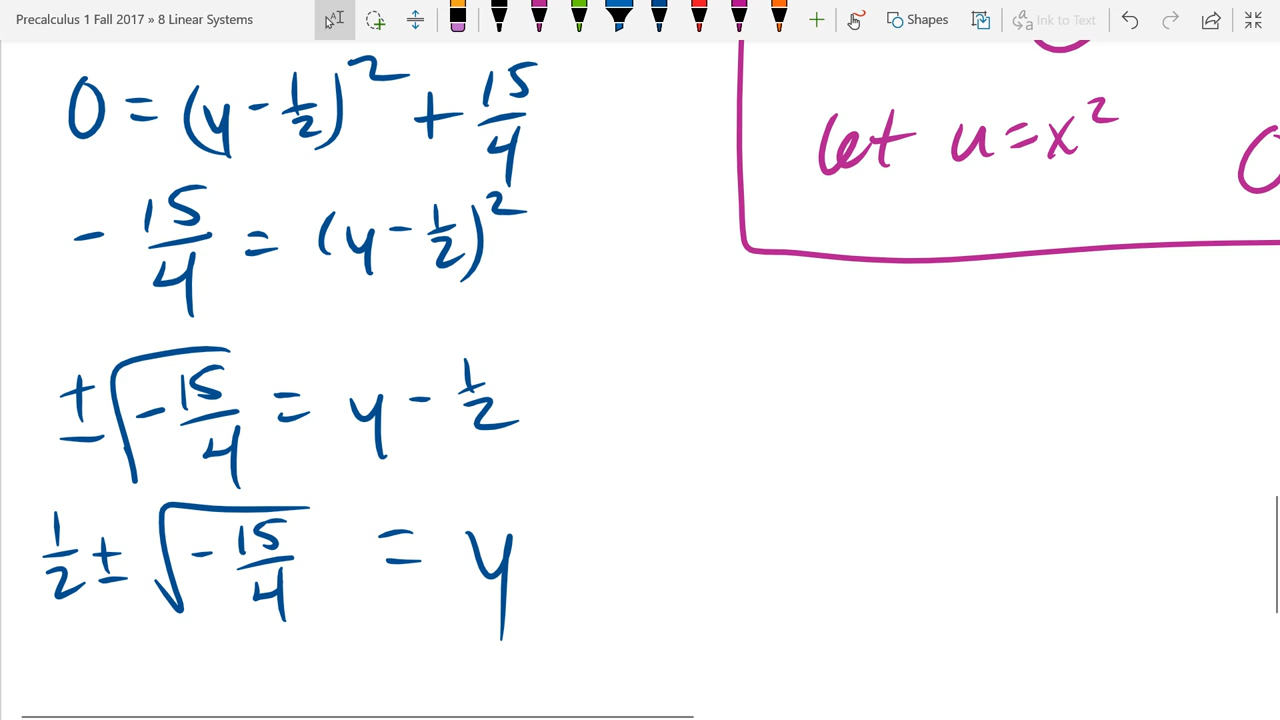 Precalculus 1 Fall 2017 » 8 Linear Systems
Shapes
Ink to Text
0 = (y - 1/2)² + 15/4
- 15/4 = (y - 1/2)²
± √(- 15/4) = y - 1/2
1/2 ± √(- 15/4) = y
let u = x²